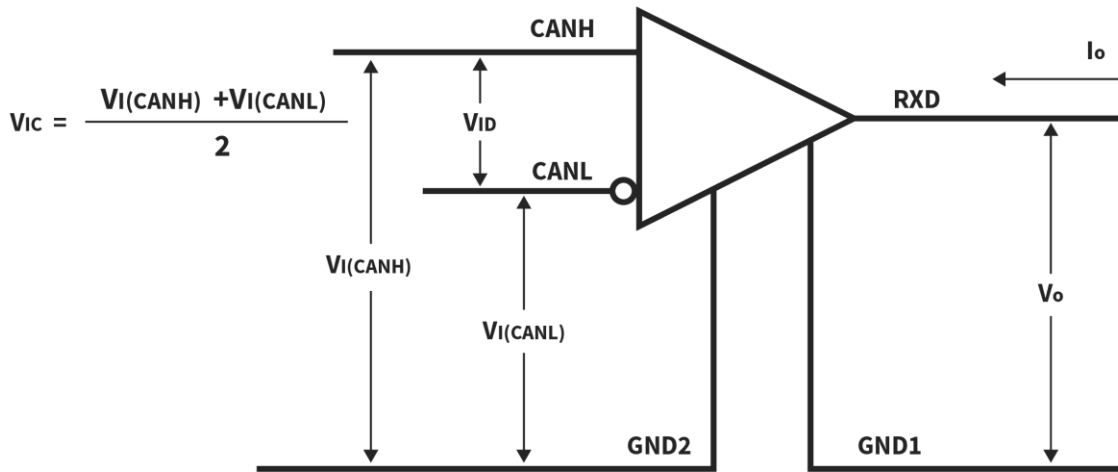 CANH
Io
VI(CANH) +VI(CANL)
VIC =
2
VID
RXD
CANL
VI(CANH)
Vo
VI(CANL)
GND2
GND1